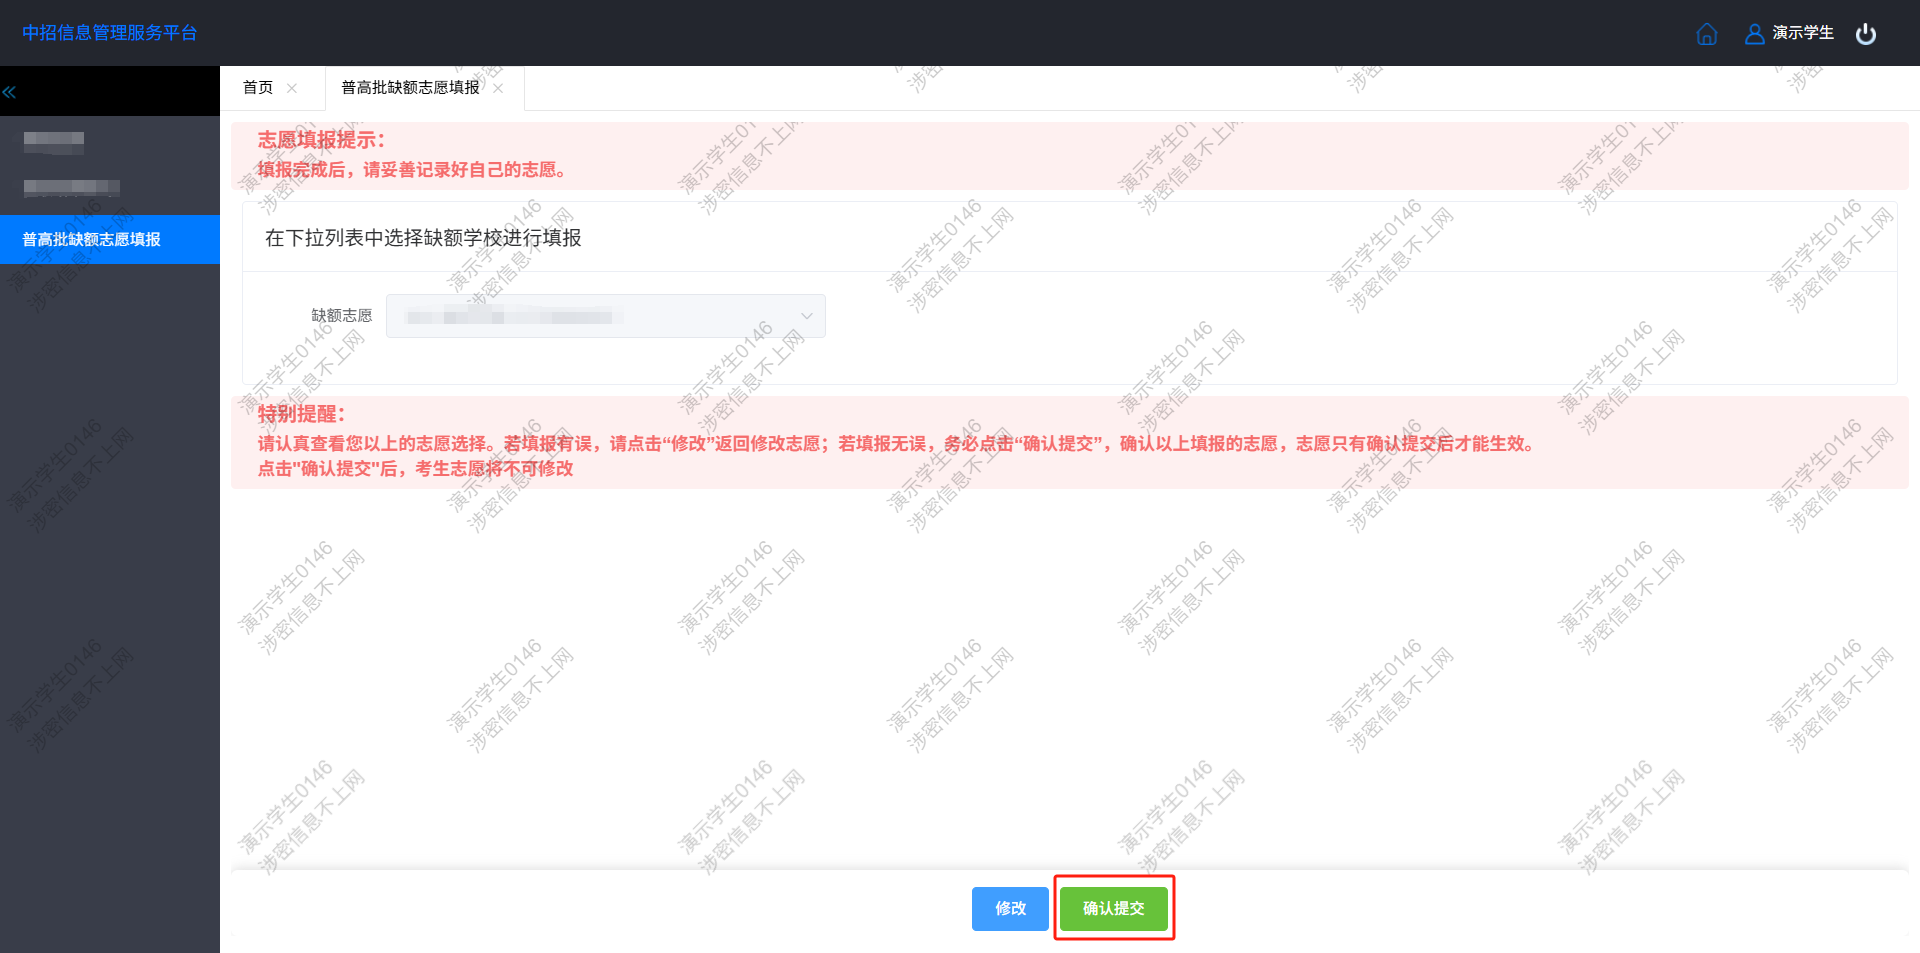 中招信息管理服务平台
演示学生
首页
普高批缺额志愿填报
普高批缺额志愿填报
志愿填报提示：
填报完成后，请妥善记录好自己的志愿。
在下拉列表中选择缺额学校进行填报
缺额志愿
特别提醒：
请认真查看您以上的志愿选择。若填报有误，请点击“修改”返回修改志愿；若填报无误，务必点击“确认提交”，确认以上填报的志愿，志愿只有确认提交后才能生效。
点击"确认提交"后，考生志愿将不可修改
修改
确认提交
演示学生0146
涉密信息不上网